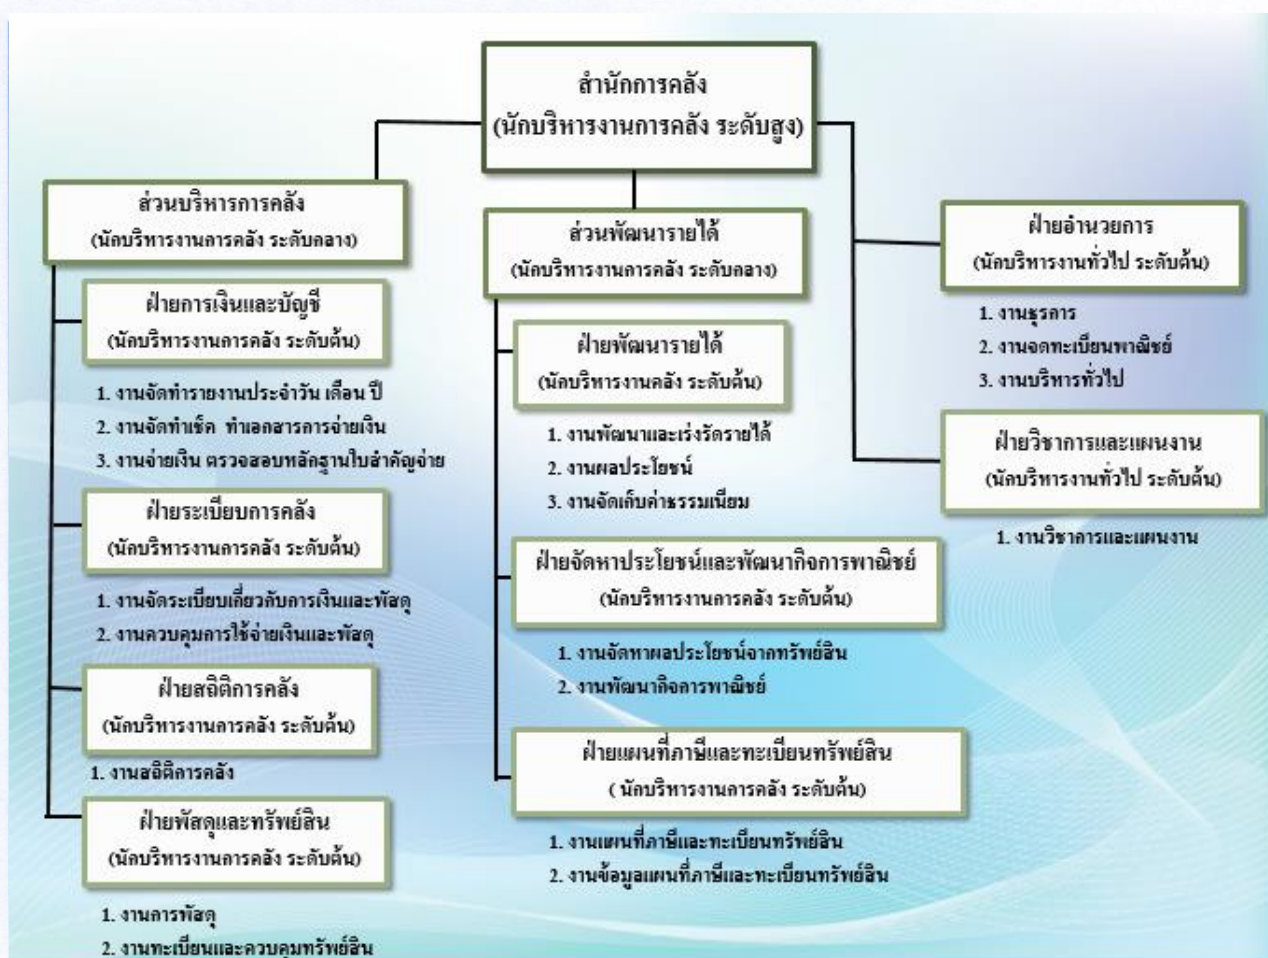 สำนักการคลัง
(นักบริหารงานการคลัง ระดับสูง)
ส่วนบริหารการคลัง
(นักบริหารงานการคลัง ระดับกลาง)
ฝ่ายการเงินและบัญชี
(นักบริหารงานการคลัง ระดับต้น)
1. งานจัดทำรายงานประจำวัน เดือน ปี
2. งานจัดทำเช็ค ทำเอกสารการจ่ายเงิน
3. งานจ่ายเงิน ตรวจสอบหลักฐานใบสำคัญจ่าย
ฝ่ายระเบียบการคลัง
(นักบริหารงานการคลัง ระดับต้น)
1. งานจัดระเบียบเกี่ยวกับการเงินและพัสดุ
2. งานควบคุมการใช้จ่ายเงินและพัสดุ
ฝ่ายสถิติการคลัง
(นักบริหารงานการคลัง ระดับต้น)
1. งานสถิติการคลัง
ฝ่ายพัสดุและทรัพย์สิน
(นักบริหารงานการคลัง ระดับต้น)
1. งานการพัสดุ
2. งานทะเบียนและควบคุมทรัพย์สิน
ส่วนพัฒนารายได้
(นักบริหารงานการคลัง ระดับกลาง)
ฝ่ายพัฒนารายได้
(นักบริหารงานคลัง ระดับต้น)
1. งานพัฒนาและเร่งรัดรายได้
2. งานผลประโยชน์
3. งานจัดเก็บค่าธรรมเนียม
ฝ่ายจัดหาประโยชน์และพัฒนากิจการพาณิชย์
(นักบริหารงานการคลัง ระดับต้น)
1. งานจัดหาผลประโยชน์จากทรัพย์สิน
2. งานพัฒนากิจการพาณิชย์
ฝ่ายแผนที่ภาษีและทะเบียนทรัพย์สิน
( นักบริหารงานการคลัง ระดับต้น)
1. งานแผนที่ภาษีและทะเบียนทรัพย์สิน
2. งานข้อมูลแผนที่ภาษีและทะเบียนทรัพย์สิน
ฝ่ายอำนวยการ
(นักบริหารงานทั่วไป ระดับต้น)
1. งานธุรการ
2. งานจดทะเบียนพาณิชย์
3. งานบริหารทั่วไป
ฝ่ายวิชาการและแผนงาน
(นักบริหารงานทั่วไป ระดับต้น)
1. งานวิชาการและแผนงาน